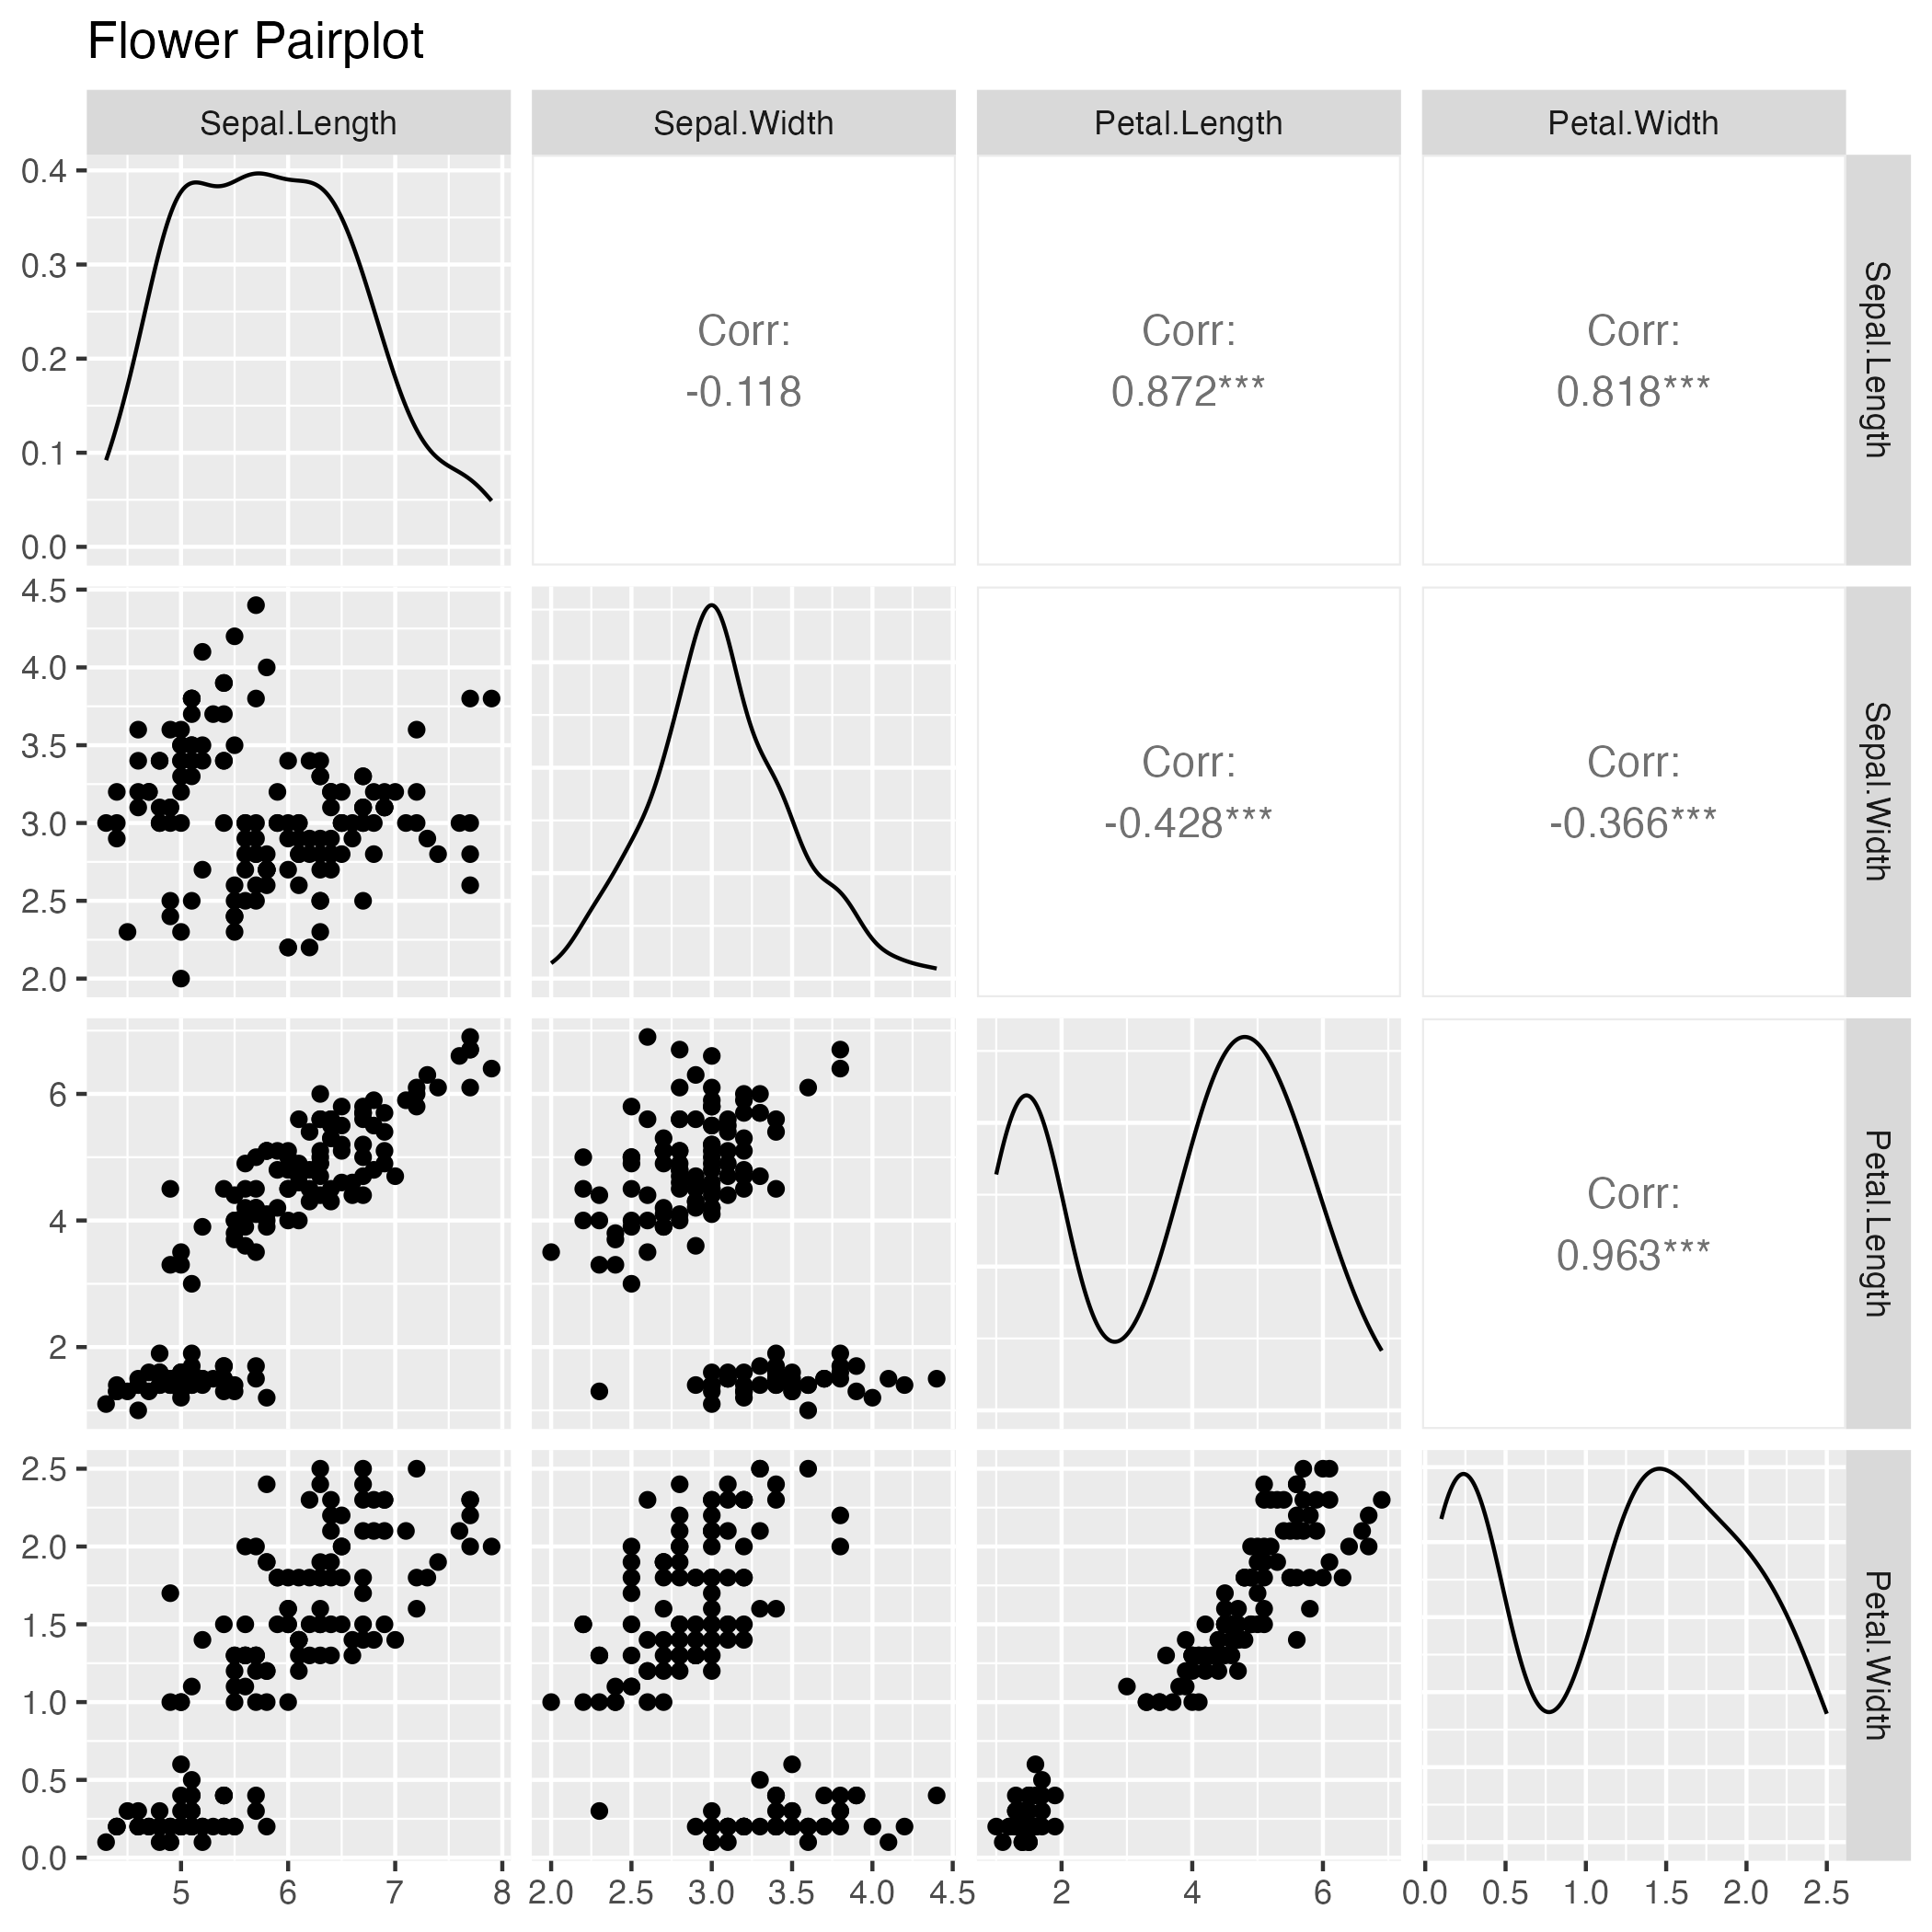 Flower Pairplot
Sepal.Length Sepal.Width Petal.Length Petal.Width
0.4
0.3
0.2
0.1
0.0
Corr:
-0.118
Corr:
0.872***
Corr:
0.818***
Sepal.Length
4.5
4.0
3.5
3.0
2.5
2.0
Corr:
-0.428***
Corr:
-0.366***
Sepal.Width
6
4
2
Corr:
0.963***
Petal.Length
2.5
2.0
1.5
1.0
0.5
0.0
Petal.Width
5 6 7 8
2.0 2.5 3.0 3.5 4.0 4.5
2 4 6
0.0 0.5 1.0 1.5 2.0 2.5